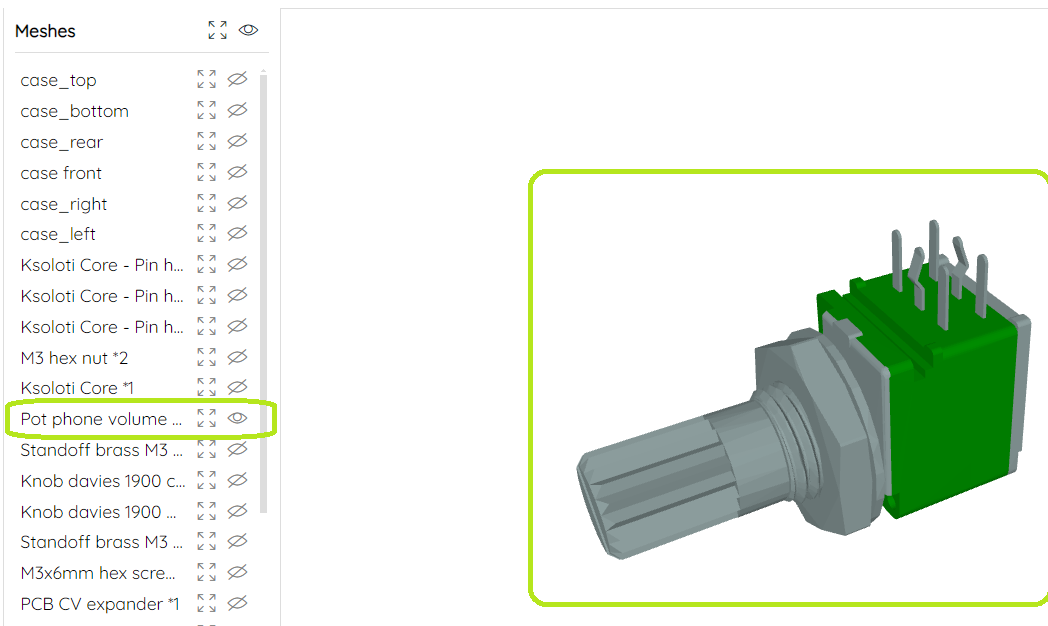 Meshes
case_top
case_bottom
case_rear
case front
case_right
case_left
Ksoloti Core - Pin h...
Ksoloti Core - Pin h...
Ksoloti Core - Pin h...
M3 hex nut *2
Ksoloti Core *1
Pot phone volume ...
Standoff brass M3 ...
Knob davies 1900 c...
Knob davies 1900 ...
Standoff brass M3 ...
M3x6mm hex scre...
PCB CV expander *1